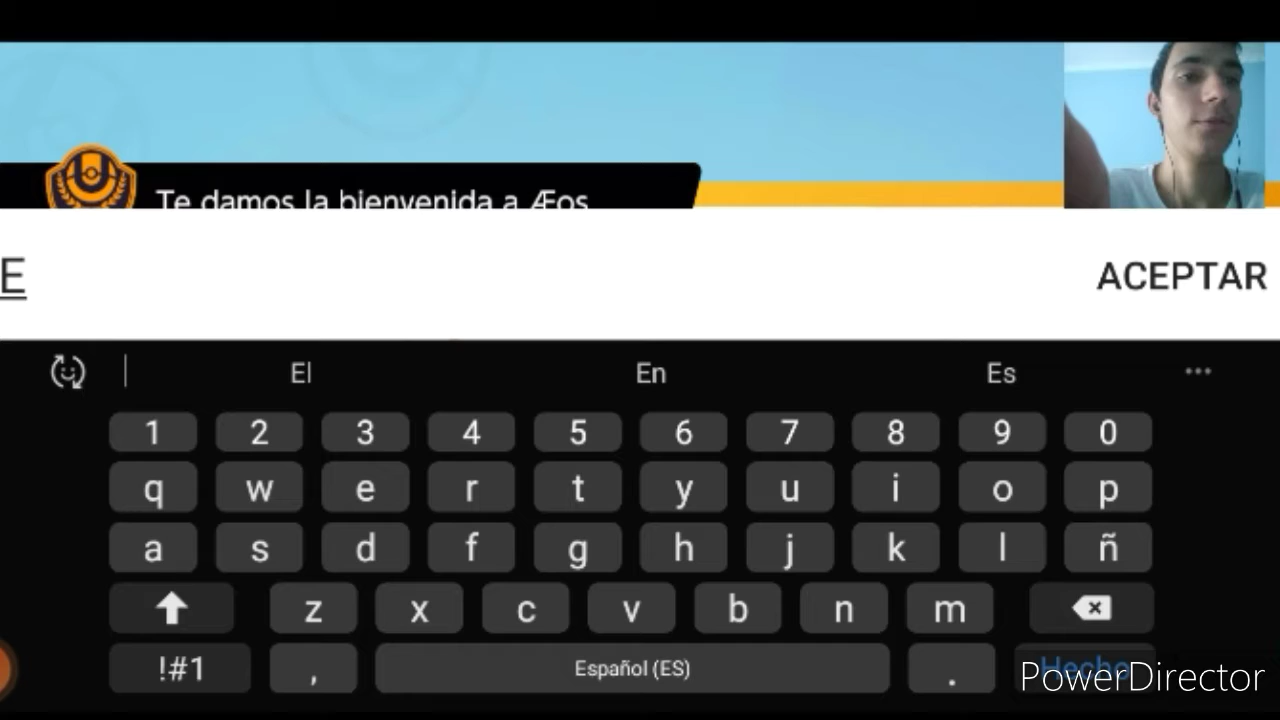 Te damos la bienvenida a Æos
E
ACEPTAR
El En Es
1 2 3 4 5 6 7 8 9 0
q w e r t y u i o p
a s d f g h j k l ñ
z x c v b n m
!#1 , Español (ES) . Hecho
PowerDirector